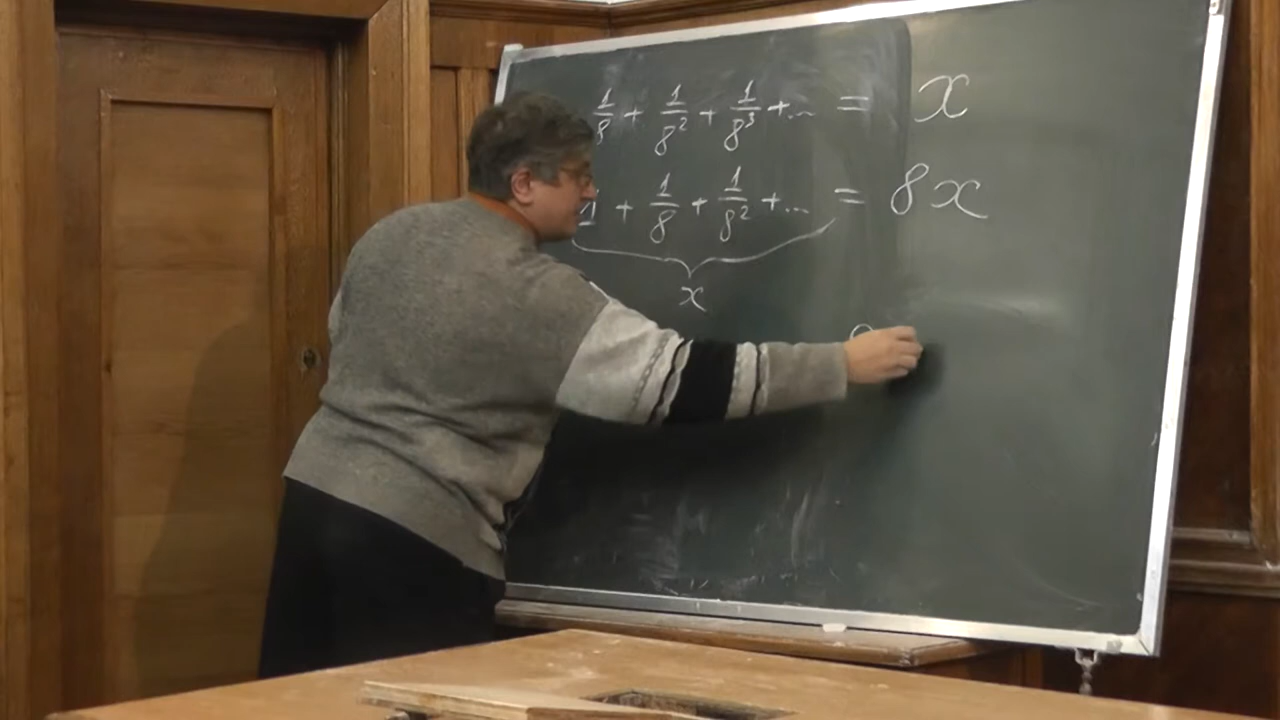 1/8 + 1/8² + 1/8³ + ... = x
1 + 1/8 + 1/8² + ... = 8x
x